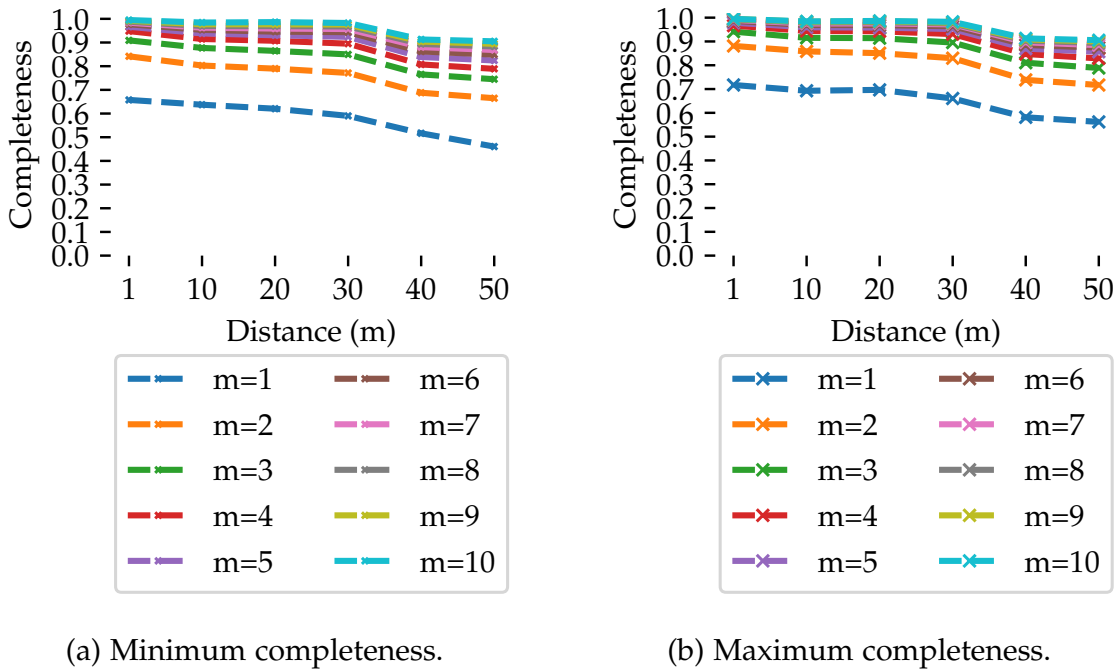 Completeness
1.0
0.9
0.8
0.7
0.6
0.5
0.4
0.3
0.2
0.1
0.0
1 10 20 30 40 50
Distance (m)
m=1 m=6
m=2 m=7
m=3 m=8
m=4 m=9
m=5 m=10
(a) Minimum completeness.
Completeness
1.0
0.9
0.8
0.7
0.6
0.5
0.4
0.3
0.2
0.1
0.0
1 10 20 30 40 50
Distance (m)
m=1 m=6
m=2 m=7
m=3 m=8
m=4 m=9
m=5 m=10
(b) Maximum completeness.